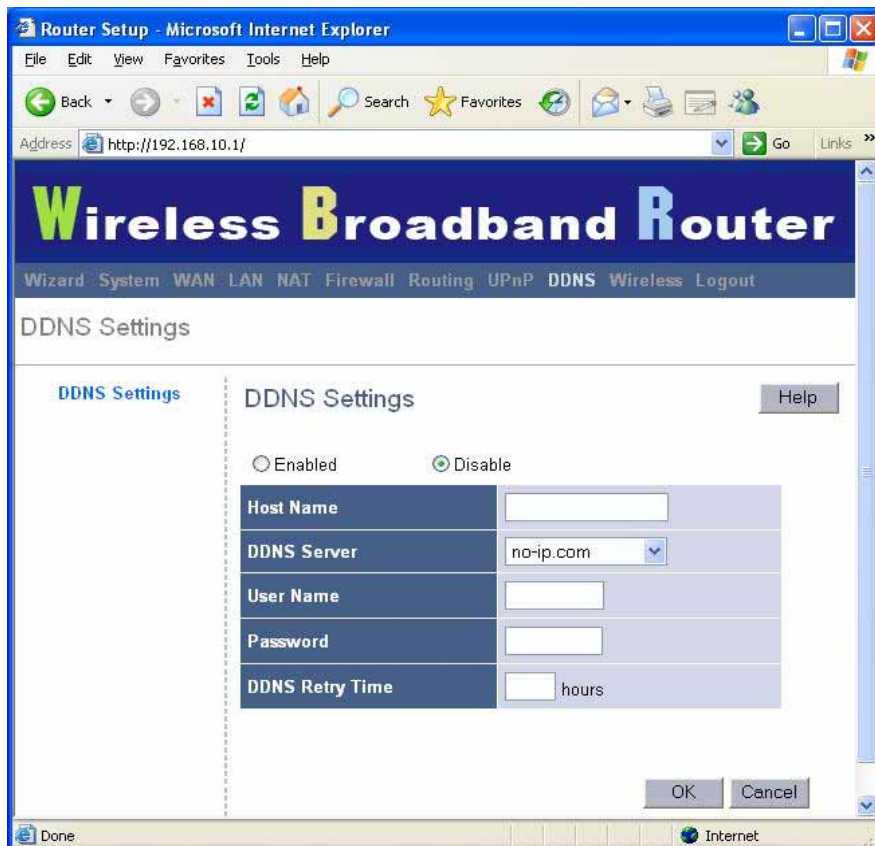 Router Setup - Microsoft Internet Explorer
File Edit View Favorites Tools Help
Back Search Favorites
Address http://192.168.10.1/ Go Links »
Wireless Broadband Router
Wizard System WAN LAN NAT Firewall Routing UPnP DDNS Wireless Logout
DDNS Settings
DDNS Settings
DDNS Settings Help
Enabled Disable
Host Name
DDNS Server no-ip.com
User Name
Password
DDNS Retry Time hours
OK Cancel
Done Internet